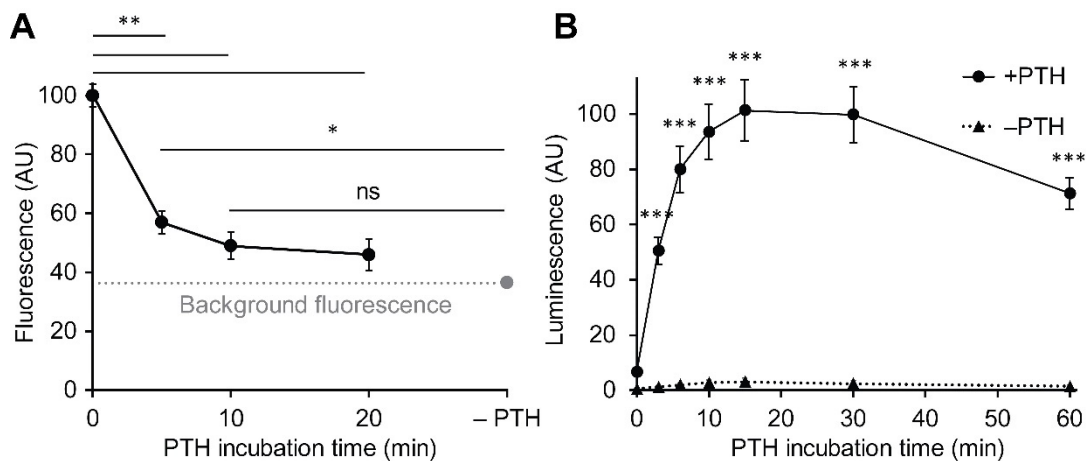 A
**
*
ns
Background fluorescence
Fluorescence (AU)
100
80
60
40
20
0
0
10
20
– PTH
PTH incubation time (min)
B
***
***
***
***
***
***
+PTH
–PTH
Luminescence (AU)
100
80
60
40
20
0
0
10
20
30
40
50
60
PTH incubation time (min)